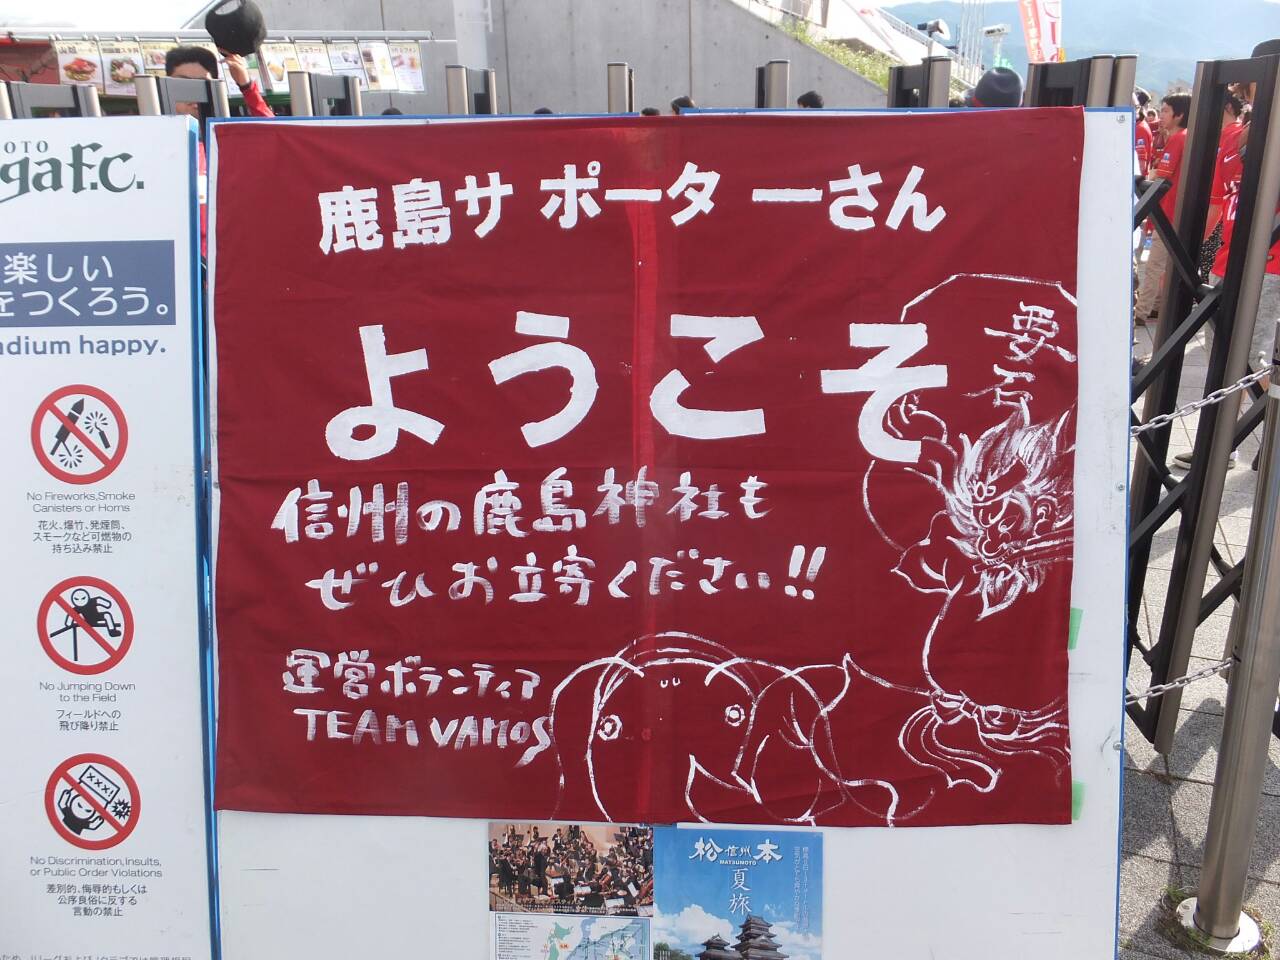 鹿島サポーターさん
ようこそ
信州の鹿島神社も
ぜひお立寄ください!!
運営ボランティア
TEAM VAMOS
要石
OTO
ga F.C.
楽しい
をつくろう。
adium happy.
No Fireworks,Smoke
Canisters or Horns
花火、爆竹、発煙筒、
スモークなど可燃物の
持ち込み禁止
No Jumping Down
to the Field
フィールドへの
飛び降り禁止
XXX!
No Discrimination,Insults,
or Public Order Violations
差別的、侮辱的もしくは
公序良俗に反する
言動の禁止
松信州本
MATSUMOTO
夏旅